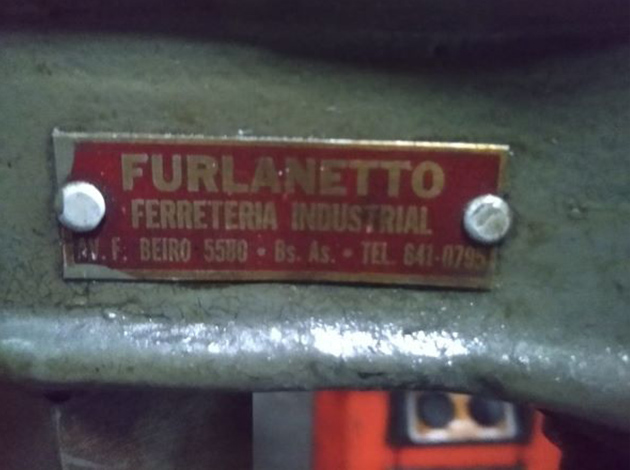 FURLANETTO
FERRETERIA INDUSTRIAL
AV. F. BEIRO 5580 • Bs. As. • TEL. 641-0795